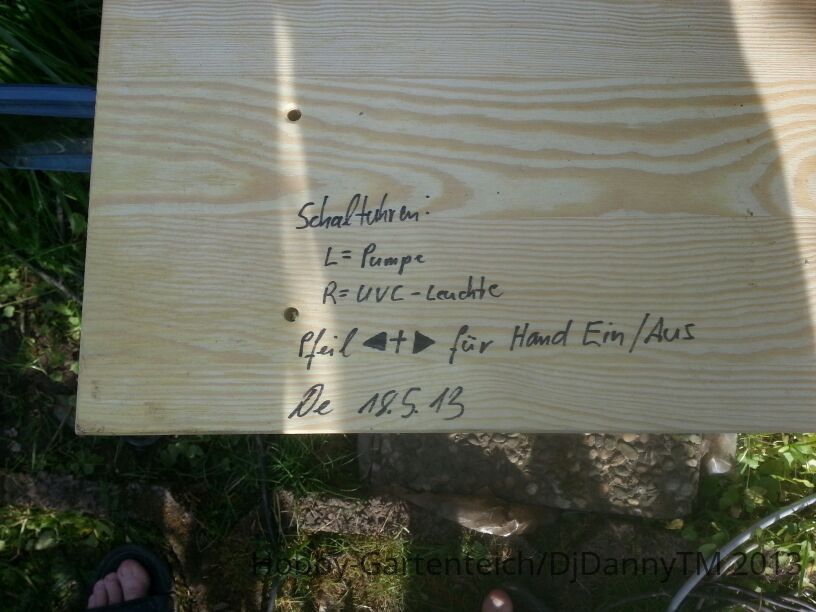 Schaltuhren:
L= Pumpe
R= UVC-Leuchte
Pfeil ◀+▶ für Hand Ein/Aus
De 18.5.13
Hobby-Gartenteich/DjDannyTM 2013